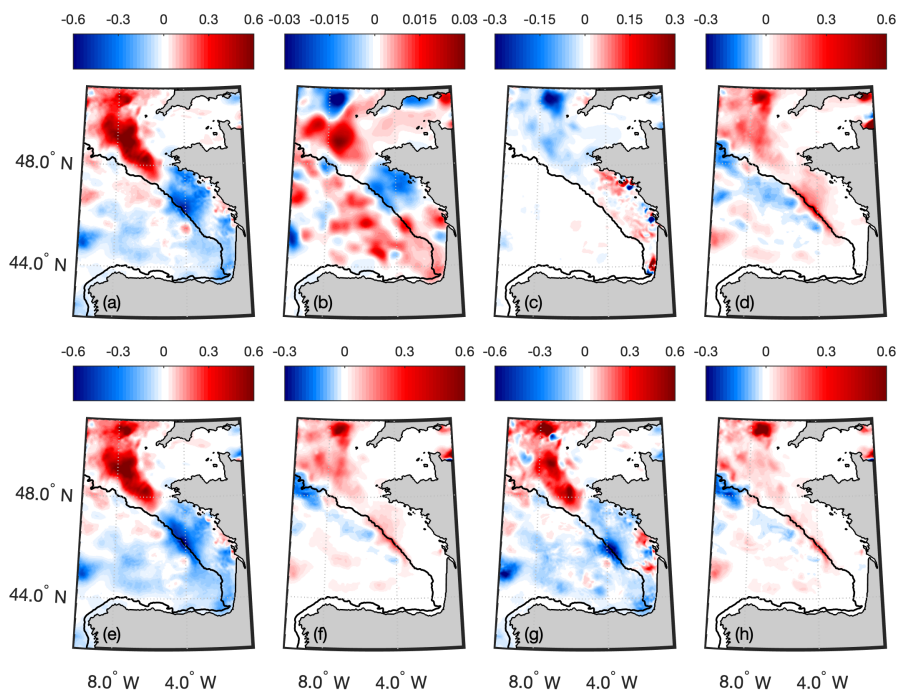 -0.6 -0.3 0 0.3 0.6 -0.03 -0.015 0 0.015 0.03 -0.3 -0.15 0 0.15 0.3 -0.3 0 0.3 0.6
48.0° N
44.0° N
(a) (b) (c) (d)
-0.6 -0.3 0 0.3 0.6 -0.3 0 0.3 0.6 -0.6 -0.3 0 0.3 0.6 -0.3 0 0.3 0.6
48.0° N
44.0° N
(e) (f) (g) (h)
8.0° W 4.0° W 8.0° W 4.0° W 8.0° W 4.0° W 8.0° W 4.0° W